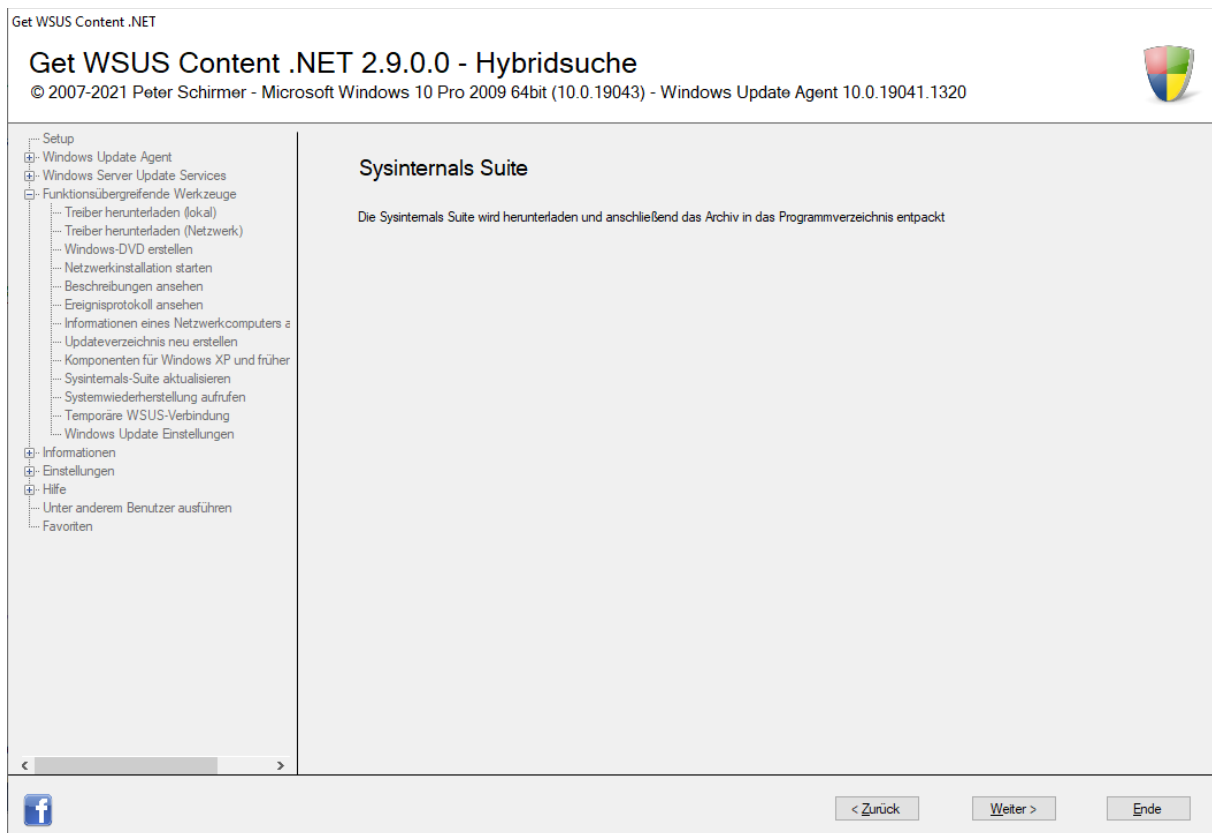 Get WSUS Content .NET
Get WSUS Content .NET 2.9.0.0 - Hybridsuche
© 2007-2021 Peter Schirmer - Microsoft Windows 10 Pro 2009 64bit (10.0.19043) - Windows Update Agent 10.0.19041.1320
Setup
Windows Update Agent
Windows Server Update Services
Funktionsübergreifende Werkzeuge
Treiber herunterladen (lokal)
Treiber herunterladen (Netzwerk)
Windows-DVD erstellen
Netzwerkinstallation starten
Beschreibungen ansehen
Ereignisprotokoll ansehen
Informationen eines Netzwerkcomputers a
Updateverzeichnis neu erstellen
Komponenten für Windows XP und früher
Sysinternals-Suite aktualisieren
Systemwiederherstellung aufrufen
Temporäre WSUS-Verbindung
Windows Update Einstellungen
Informationen
Einstellungen
Hilfe
Unter anderem Benutzer ausführen
Favoriten
Sysinternals Suite
Die Sysinternals Suite wird herunterladen und anschließend das Archiv in das Programmverzeichnis entpackt
f
< Zurück
Weiter >
Ende